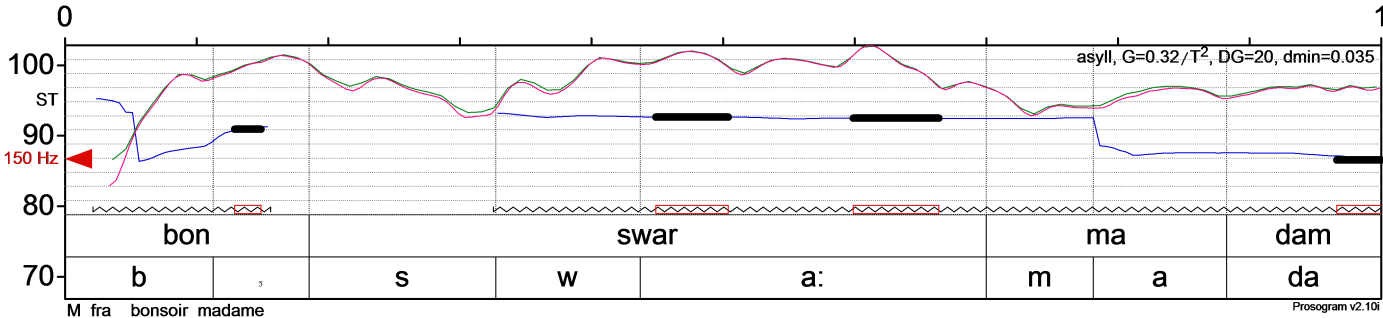 0 1
asyll, G=0.32/T², DG=20, dmin=0.035
100
ST
90
150 Hz
80
bon swar ma dam
70
b s w a: m a da
M fra bonsoir madame
Prosogram v2.10i